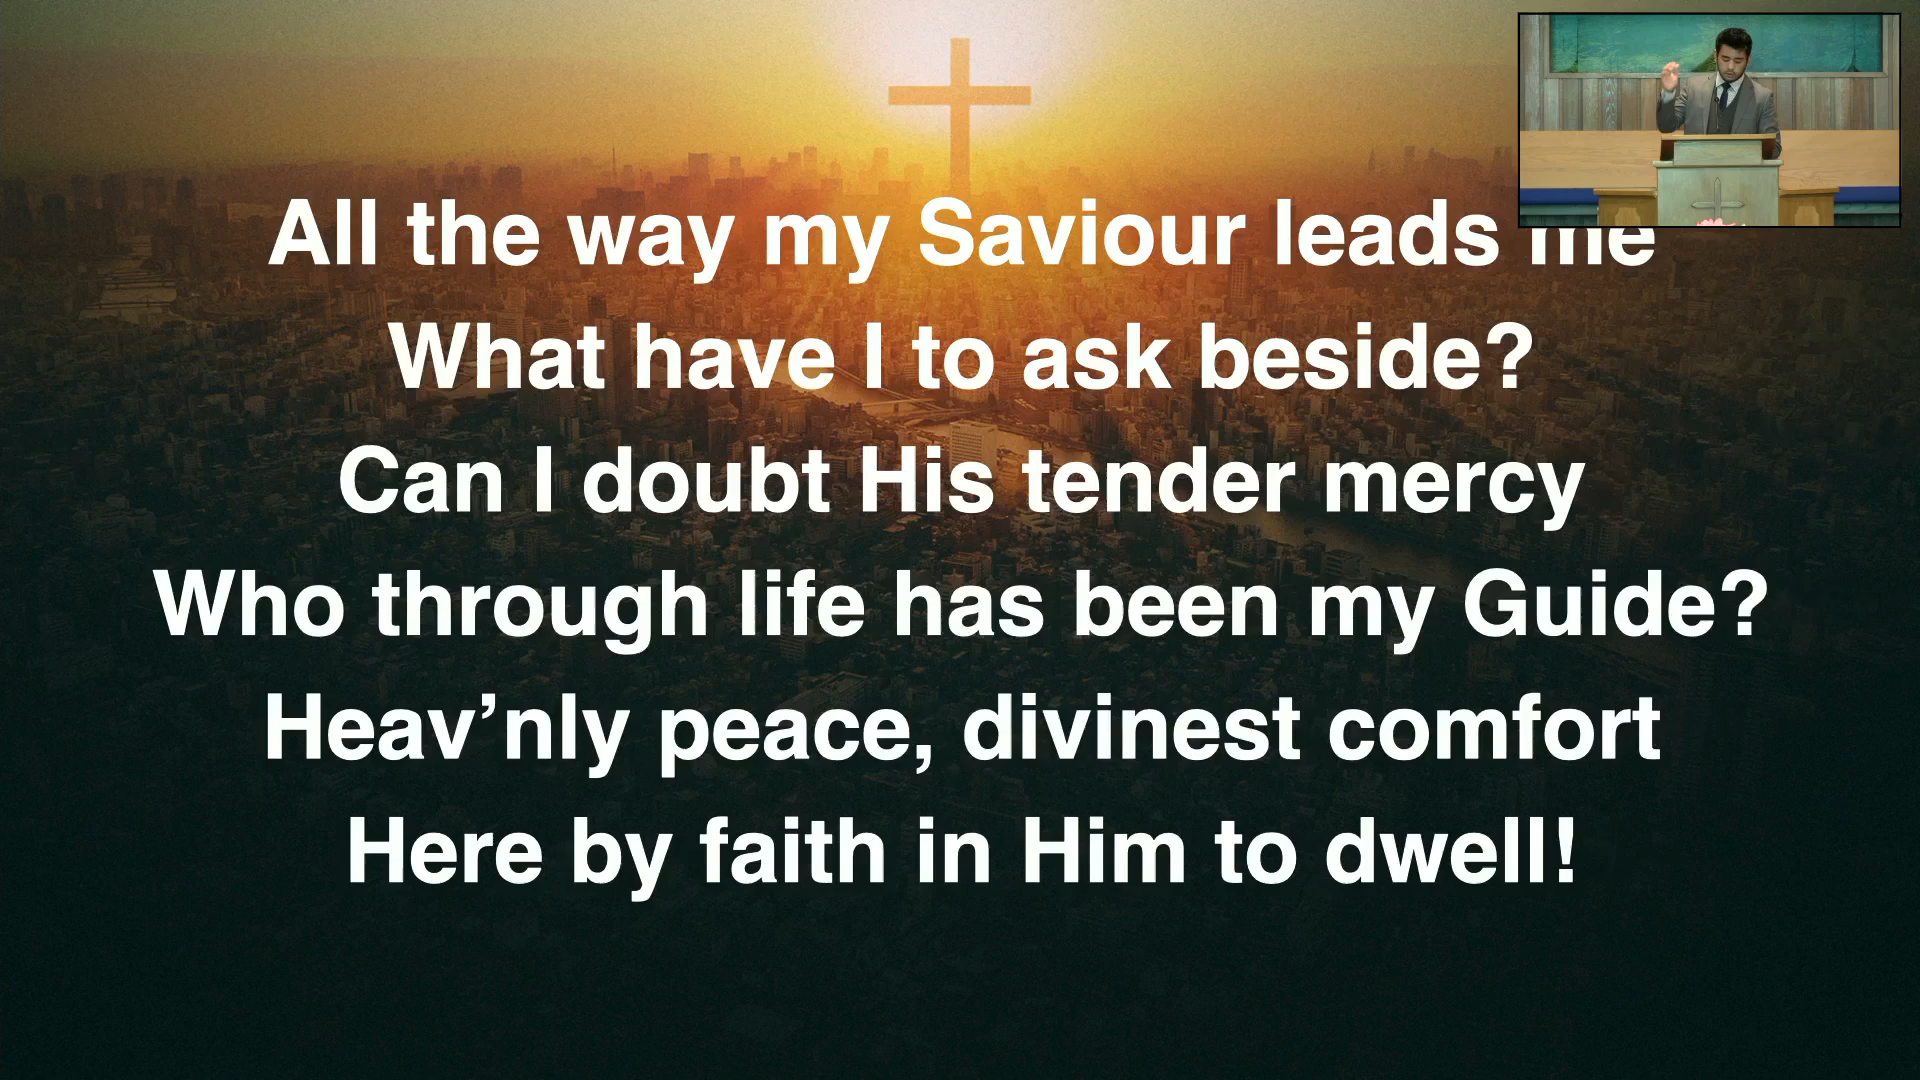 All the way my Saviour leads me
What have I to ask beside?
Can I doubt His tender mercy
Who through life has been my Guide?
Heav’nly peace, divinest comfort
Here by faith in Him to dwell!